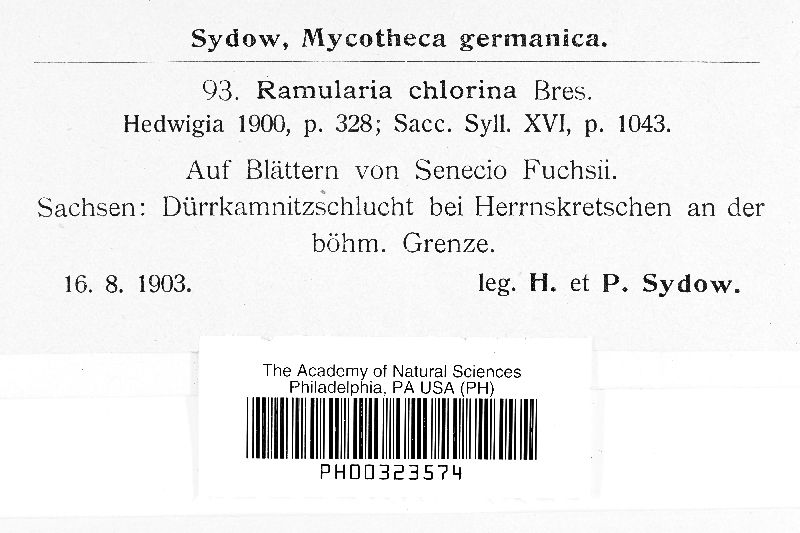 Sydow, Mycotheca germanica.
93. Ramularia chlorina Bres.
Hedwigia 1900, p. 328; Sacc. Syll. XVI, p. 1043.
Auf Blättern von Senecio Fuchsii.
Sachsen: Dürrkamnitzschlucht bei Herrnskretschen an der
böhm. Grenze.
16. 8. 1903. leg. H. et P. Sydow.
The Academy of Natural Sciences
Philadelphia, PA USA (PH)
PH00323574